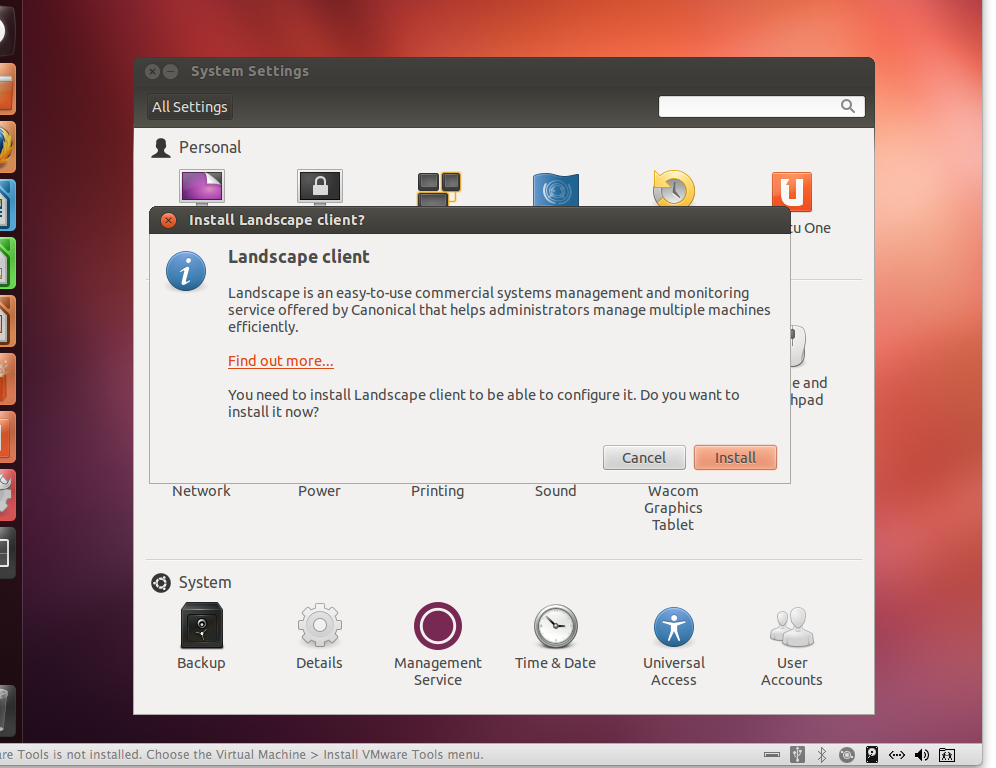 System Settings
All Settings
Personal
Install Landscape client?
One
Landscape client
Landscape is an easy-to-use commercial systems management and monitoring
service offered by Canonical that helps administrators manage multiple machines
efficiently.
Find out more...
e and
hpad
You need to install Landscape client to be able to configure it. Do you want to
install it now?
Cancel
Install
Network
Power
Printing
Sound
Wacom
Graphics
Tablet
System
Backup
Details
Management
Service
Time & Date
Universal
Access
User
Accounts
re Tools is not installed. Choose the Virtual Machine > Install VMware Tools menu.